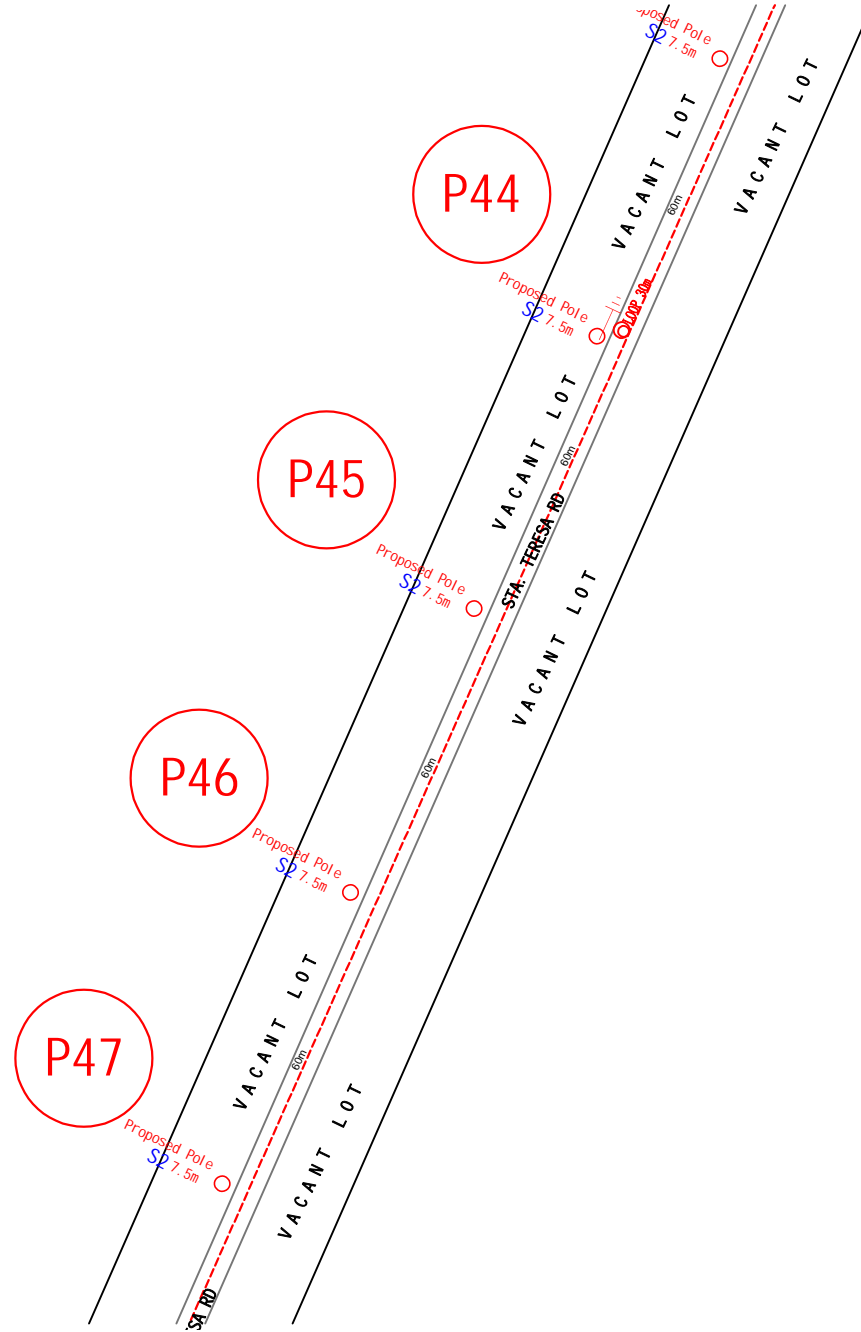 Proposed Pole
S2 7.5m
VACANT LOT
VACANT LOT
P44
60m
Proposed Pole
S2 7.5m
LOOP 30m
VACANT LOT
P45
60m
STA. TERESA RD
Proposed Pole
S2 7.5m
VACANT LOT
P46
60m
Proposed Pole
S2 7.5m
VACANT LOT
P47
60m
VACANT LOT
Proposed Pole
S2 7.5m
SA RD